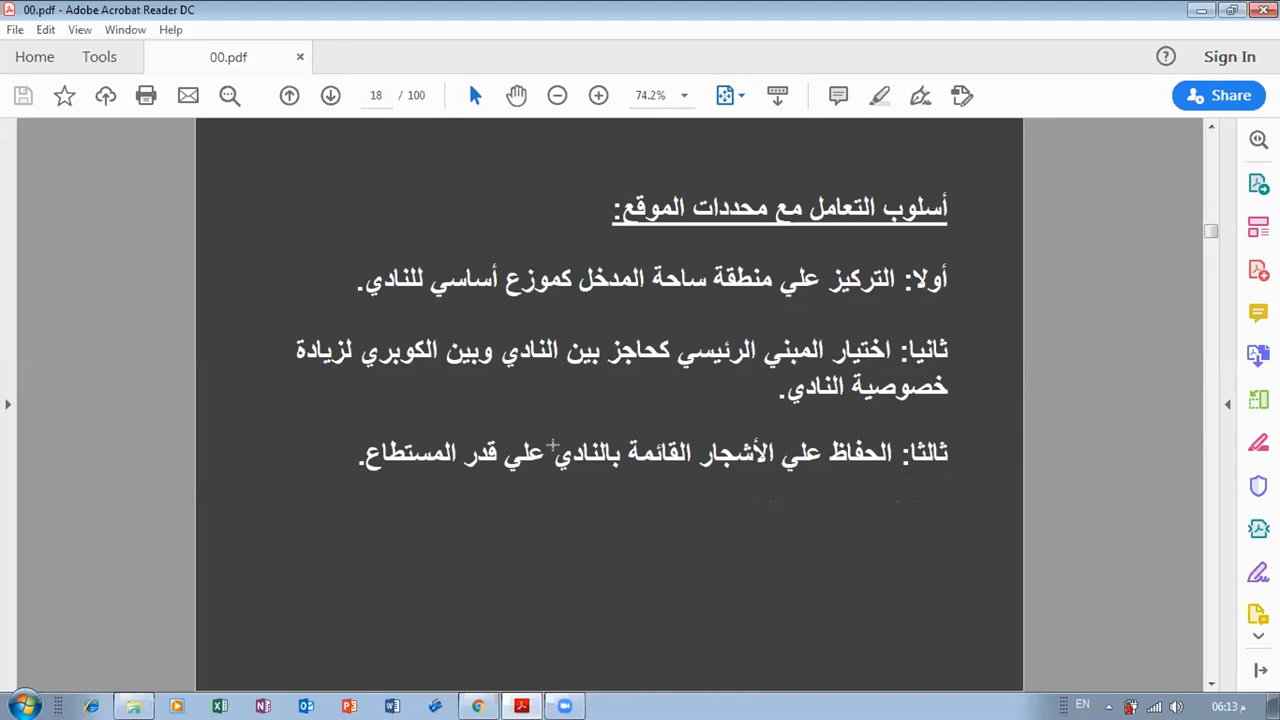 00.pdf - Adobe Acrobat Reader DC
File Edit View Window Help
Home Tools 00.pdf × Sign In
18 / 100 74.2% Share
أسلوب التعامل مع محددات الموقع:
أولا: التركيز علي منطقة ساحة المدخل كموزع أساسي للنادي.
ثانيا: اختيار المبني الرئيسي كحاجز بين النادي وبين الكوبري لزيادة
خصوصية النادي.
ثالثا: الحفاظ علي الأشجار القائمة بالنادي علي قدر المستطاع.
EN 06:13 م